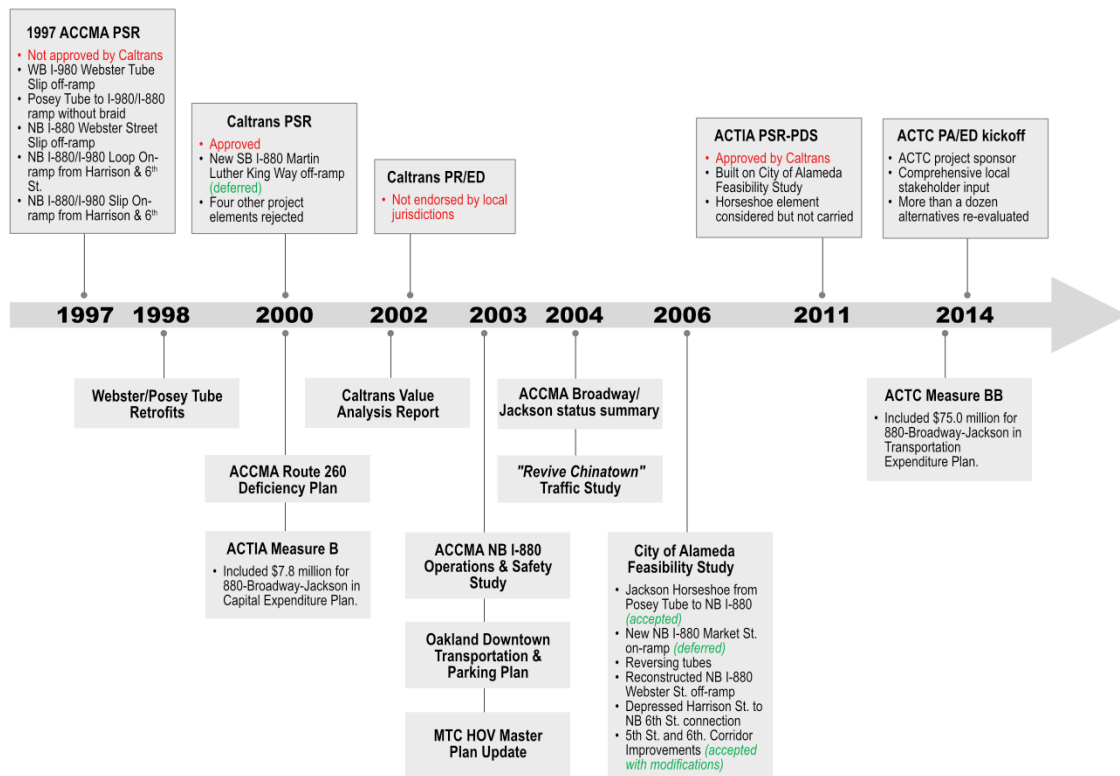 1997 ACCMA PSR
• Not approved by Caltrans
• WB I-980 Webster Tube
Slip off-ramp
• Posey Tube to I-980/I-880
ramp without braid
• NB I-880 Webster Street
Slip off-ramp
• NB I-880/I-980 Loop On-
ramp from Harrison & 6th
St.
• NB I-880/I-980 Slip On-
ramp from Harrison & 6th
Caltrans PSR
• Approved
• New SB I-880 Martin
Luther King Way off-ramp
(deferred)
• Four other project
elements rejected
Caltrans PR/ED
• Not endorsed by local
jurisdictions
ACTIA PSR-PDS
• Approved by Caltrans
• Built on City of Alameda
Feasibility Study
• Horseshoe element
considered but not carried
ACTC PA/ED kickoff
• ACTC project sponsor
• Comprehensive local
stakeholder input
• More than a dozen
alternatives re-evaluated
1997 1998 2000 2002 2003 2004 2006 2011 2014
Webster/Posey Tube
Retrofits
ACCMA Route 260
Deficiency Plan
ACTIA Measure B
• Included $7.8 million for
880-Broadway-Jackson in
Capital Expenditure Plan.
Caltrans Value
Analysis Report
ACCMA NB I-880
Operations & Safety
Study
Oakland Downtown
Transportation &
Parking Plan
MTC HOV Master
Plan Update
ACCMA Broadway/
Jackson status summary
"Revive Chinatown"
Traffic Study
City of Alameda
Feasibility Study
• Jackson Horseshoe from
Posey Tube to NB I-880
(accepted)
• New NB I-880 Market St.
on-ramp (deferred)
• Reversing tubes
• Reconstructed NB I-880
Webster St. off-ramp
• Depressed Harrison St. to
NB 6th St. connection
• 5th St. and 6th. Corridor
Improvements (accepted
with modifications)
ACTC Measure BB
• Included $75.0 million for
880-Broadway-Jackson in
Transportation
Expenditure Plan.